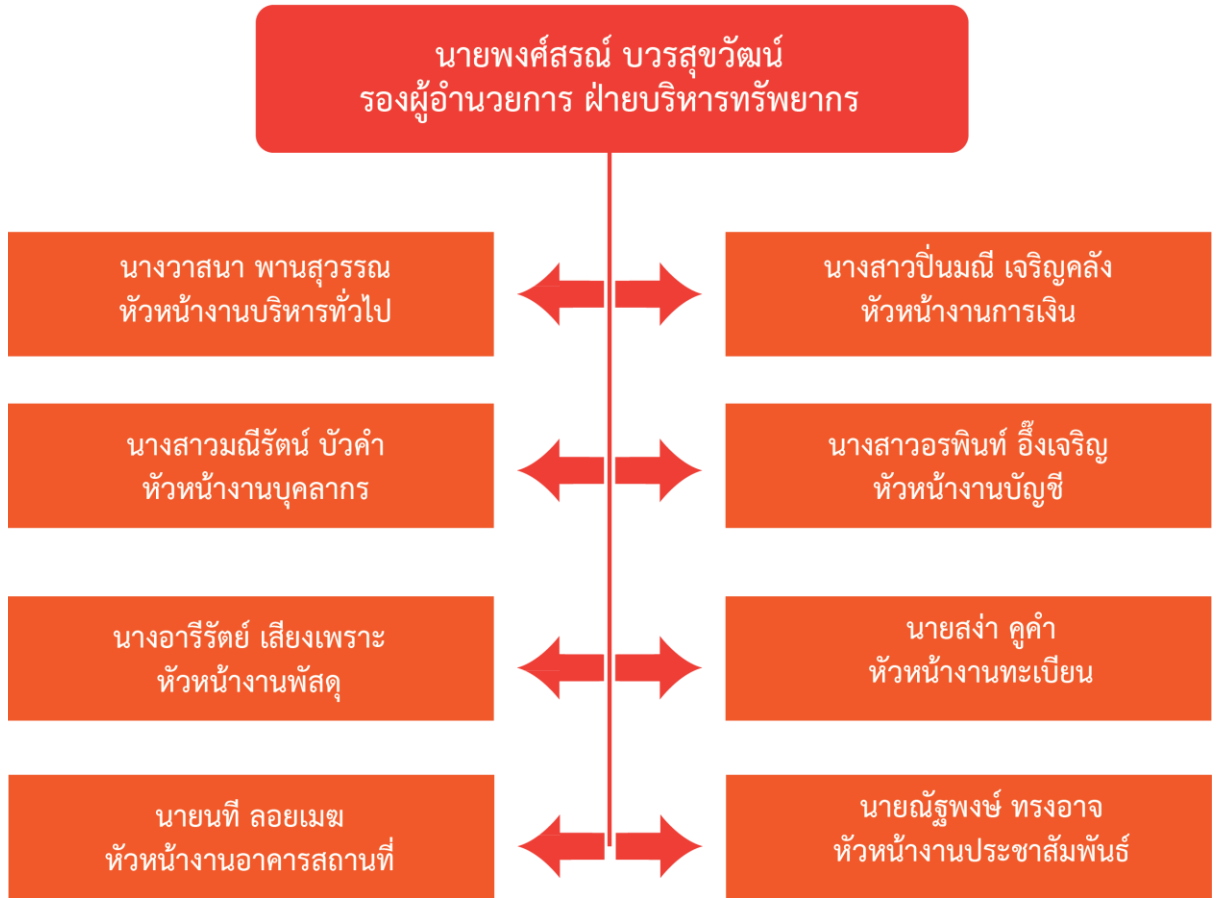 นายพงศ์สรณ์ บวรสุขวัฒน์
รองผู้อำนวยการ ฝ่ายบริหารทรัพยากร
นางวาสนา พานสุวรรณ
หัวหน้างานบริหารทั่วไป
นางสาวปิ่นมณี เจริญคลัง
หัวหน้างานการเงิน
นางสาวมณีรัตน์ บัวคำ
หัวหน้างานบุคลากร
นางสาวอรพินท์ อึ๊งเจริญ
หัวหน้างานบัญชี
นางอารีรัตย์ เสียงเพราะ
หัวหน้างานพัสดุ
นายสง่า คูคำ
หัวหน้างานทะเบียน
นายนที ลอยเมฆ
หัวหน้างานอาคารสถานที่
นายณัฐพงษ์ ทรงอาจ
หัวหน้างานประชาสัมพันธ์